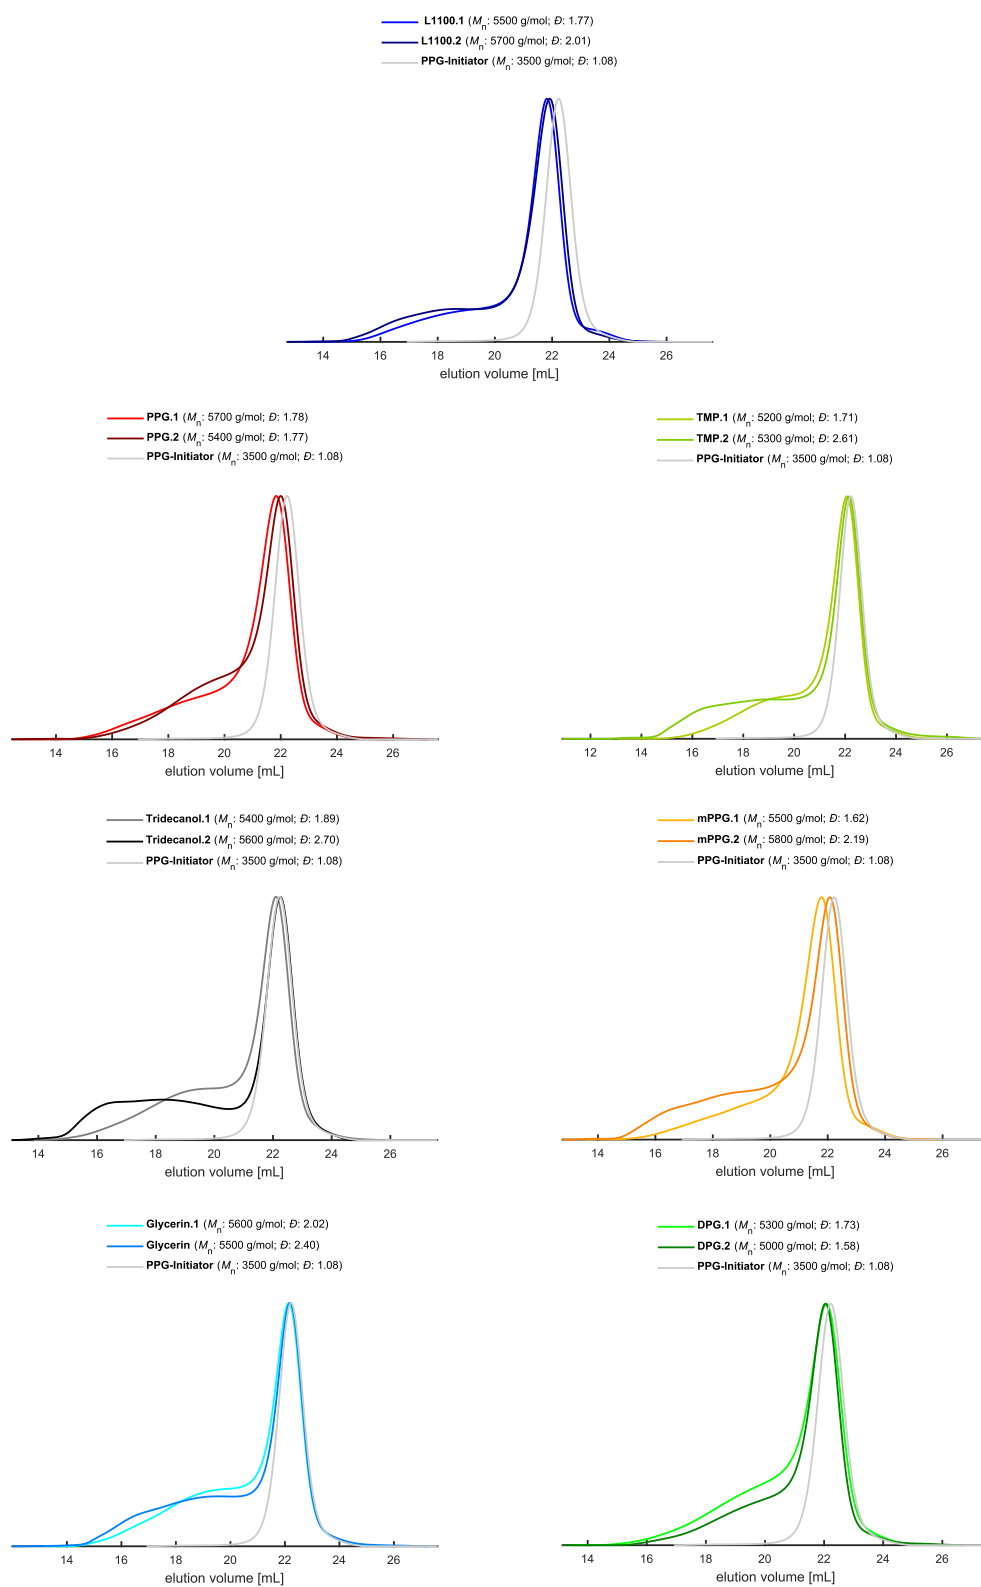 L1100.1 (Mn: 5500 g/mol; Đ: 1.77)
L1100.2 (Mn: 5700 g/mol; Đ: 2.01)
PPG-Initiator (Mn: 3500 g/mol; Đ: 1.08)
14 16 18 20 22 24 26
elution volume [mL]
PPG.1 (Mn: 5700 g/mol; Đ: 1.78)
PPG.2 (Mn: 5400 g/mol; Đ: 1.77)
PPG-Initiator (Mn: 3500 g/mol; Đ: 1.08)
14 16 18 20 22 24 26
elution volume [mL]
TMP.1 (Mn: 5200 g/mol; Đ: 1.71)
TMP.2 (Mn: 5300 g/mol; Đ: 2.61)
PPG-Initiator (Mn: 3500 g/mol; Đ: 1.08)
12 14 16 18 20 22 24 26
elution volume [mL]
Tridecanol.1 (Mn: 5400 g/mol; Đ: 1.89)
Tridecanol.2 (Mn: 5600 g/mol; Đ: 2.70)
PPG-Initiator (Mn: 3500 g/mol; Đ: 1.08)
14 16 18 20 22 24 26
elution volume [mL]
mPPG.1 (Mn: 5500 g/mol; Đ: 1.62)
mPPG.2 (Mn: 5800 g/mol; Đ: 2.19)
PPG-Initiator (Mn: 3500 g/mol; Đ: 1.08)
14 16 18 20 22 24 26
elution volume [mL]
Glycerin.1 (Mn: 5600 g/mol; Đ: 2.02)
Glycerin (Mn: 5500 g/mol; Đ: 2.40)
PPG-Initiator (Mn: 3500 g/mol; Đ: 1.08)
14 16 18 20 22 24 26
elution volume [mL]
DPG.1 (Mn: 5300 g/mol; Đ: 1.73)
DPG.2 (Mn: 5000 g/mol; Đ: 1.58)
PPG-Initiator (Mn: 3500 g/mol; Đ: 1.08)
14 16 18 20 22 24 26
elution volume [mL]